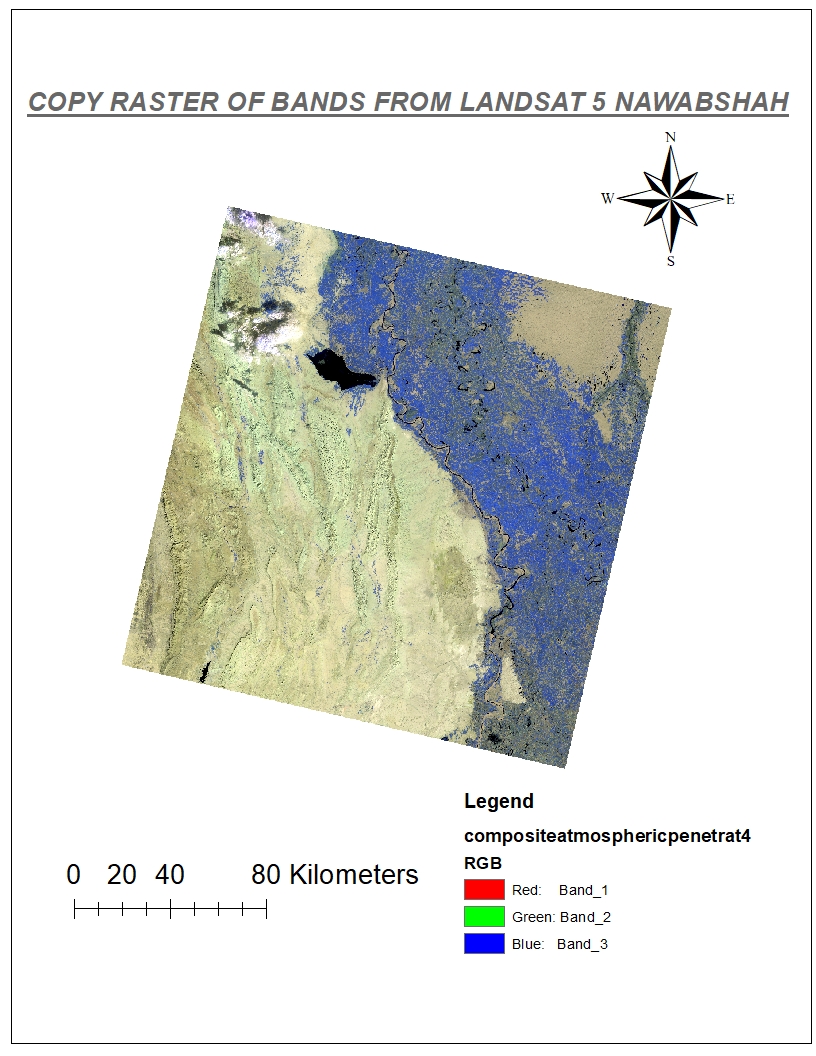 COPY RASTER OF BANDS FROM LANDSAT 5 NAWABSHAH
N
W E
S
Legend
compositeatmosphericpenetrat4
RGB
0 20 40 80 Kilometers
Red: Band_1
Green: Band_2
Blue: Band_3